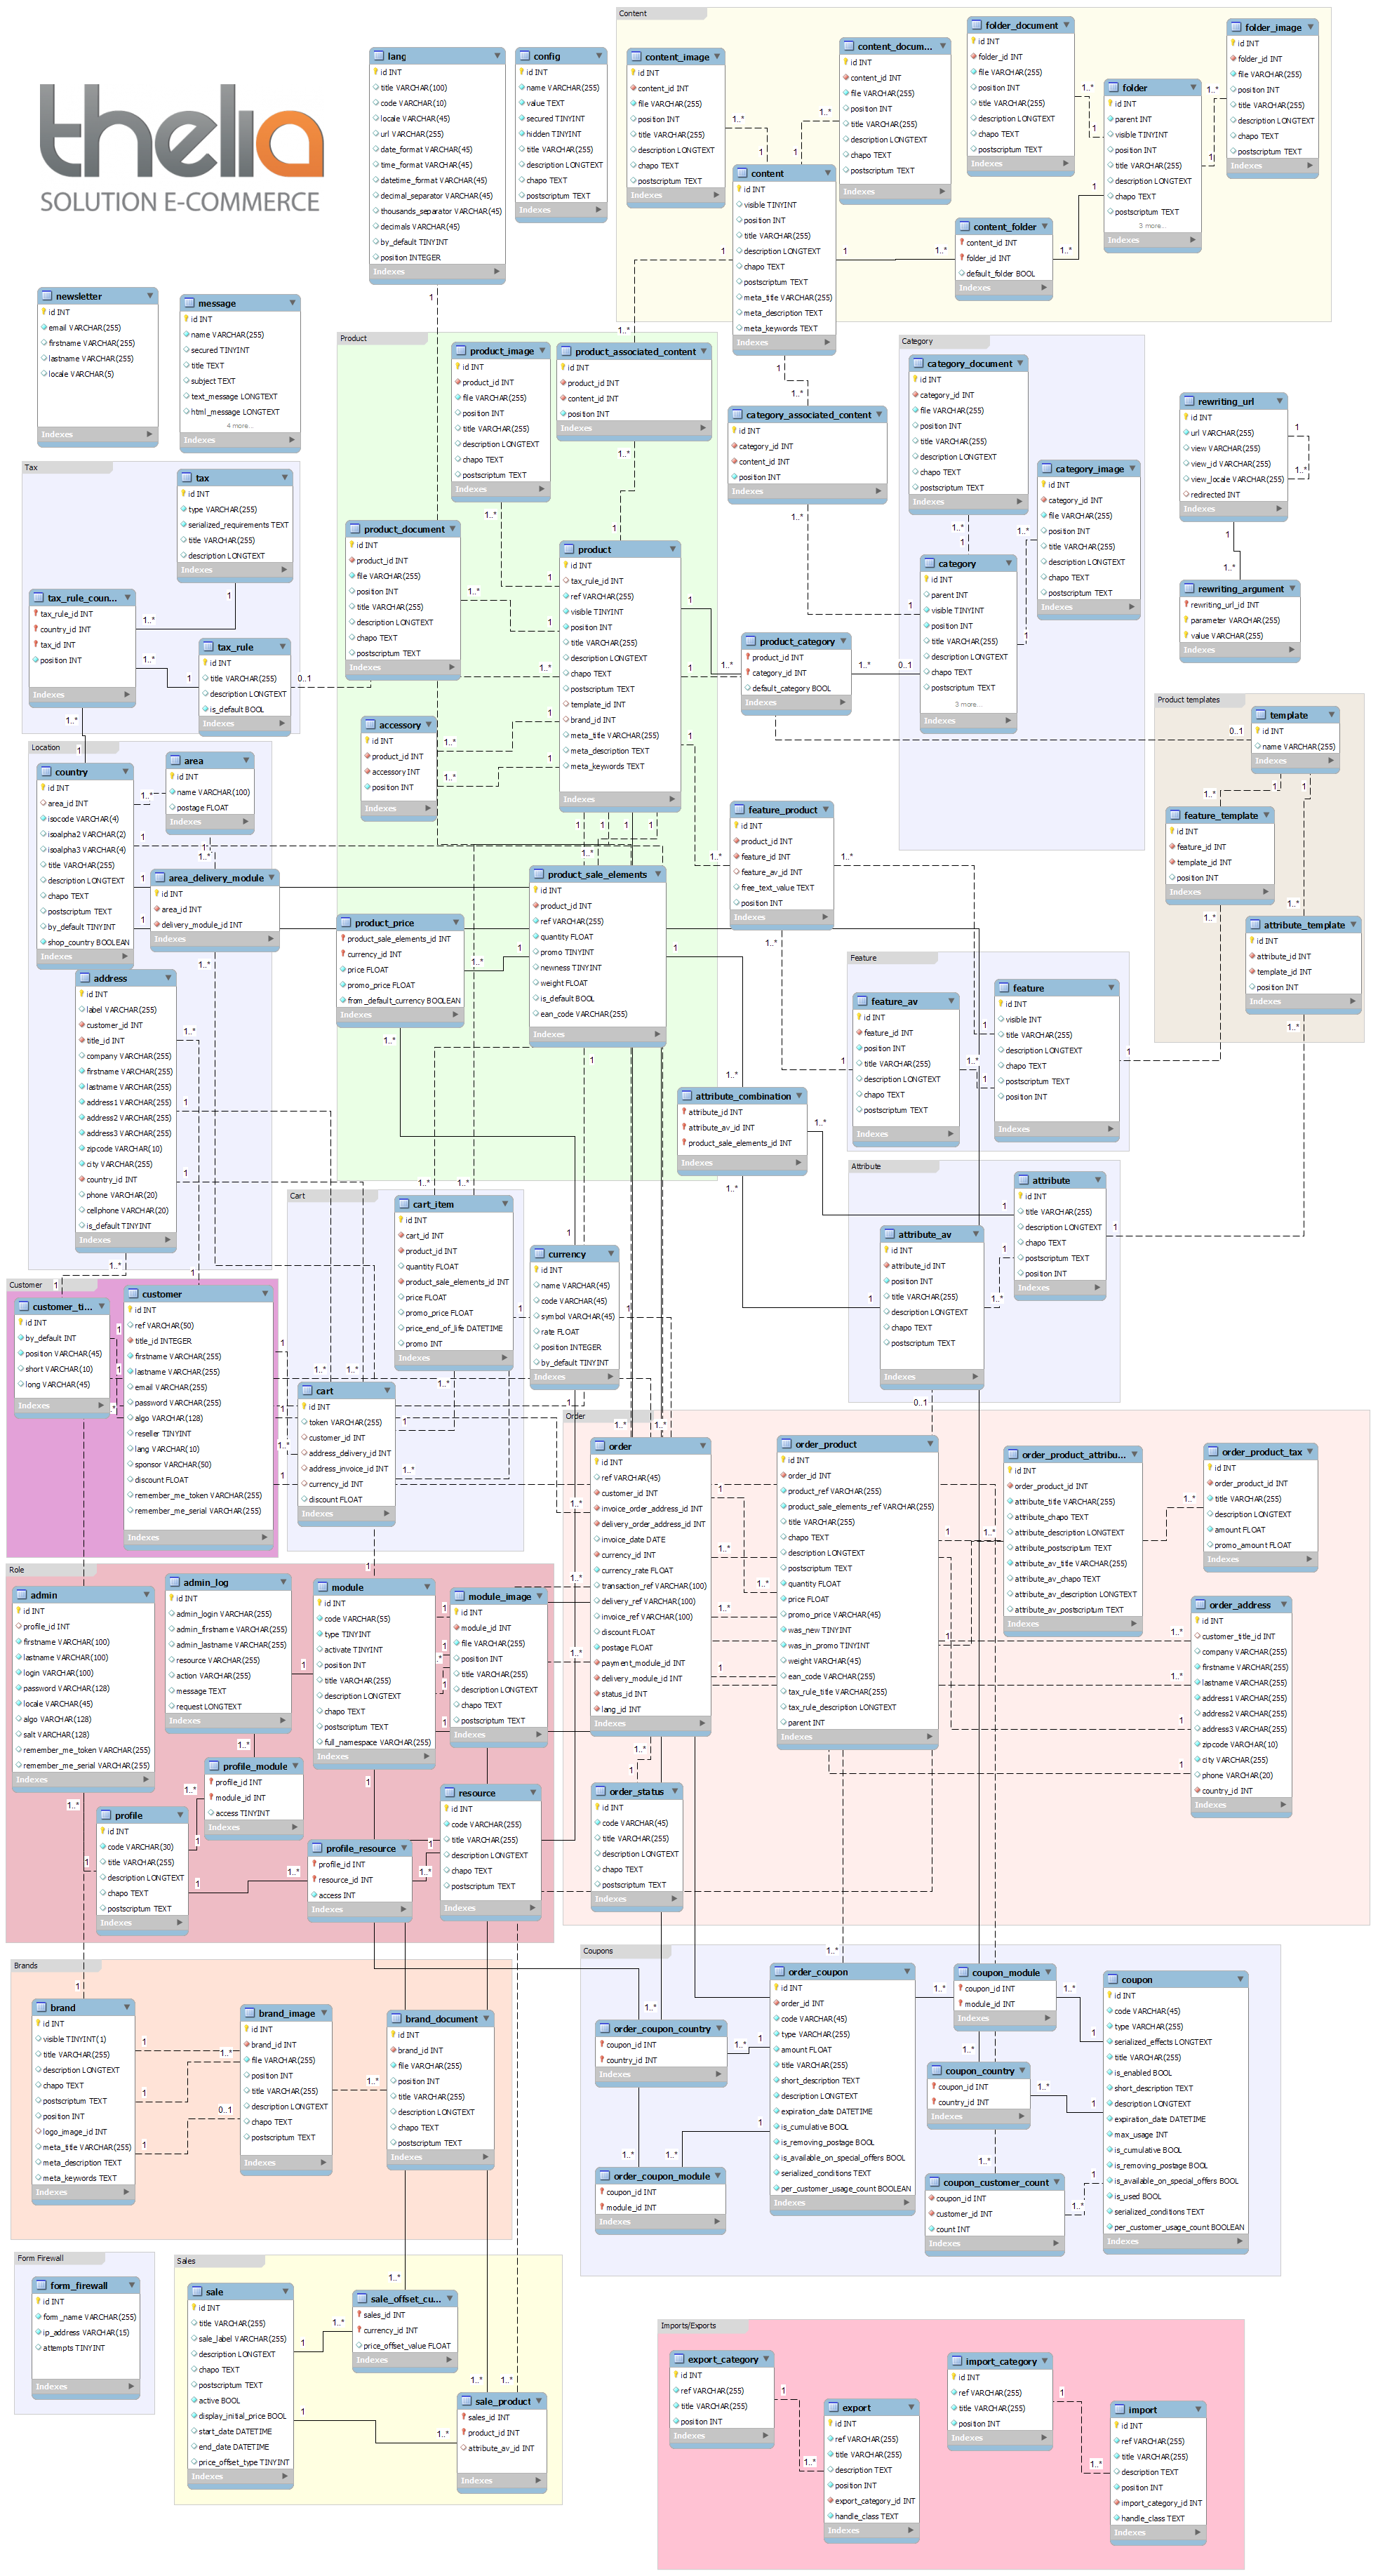 thelia
SOLUTION E-COMMERCE
lang
id INT
title VARCHAR(100)
code VARCHAR(10)
locale VARCHAR(45)
url VARCHAR(255)
date_format VARCHAR(45)
time_format VARCHAR(45)
datetime_format VARCHAR(45)
decimal_separator VARCHAR(45)
thousands_separator VARCHAR(45)
decimals VARCHAR(45)
by_default TINYINT
position INTEGER
Indexes
config
id INT
name VARCHAR(255)
value TEXT
secured TINYINT
hidden TINYINT
title VARCHAR(255)
description LONGTEXT
chapo TEXT
postscriptum TEXT
Indexes
Content
content_image
id INT
content_id INT
file VARCHAR(255)
position INT
title VARCHAR(255)
description LONGTEXT
chapo TEXT
postscriptum TEXT
Indexes
content_docum...
id INT
content_id INT
file VARCHAR(255)
position INT
title VARCHAR(255)
description LONGTEXT
chapo TEXT
postscriptum TEXT
Indexes
folder_document
id INT
folder_id INT
file VARCHAR(255)
position INT
title VARCHAR(255)
description LONGTEXT
chapo TEXT
postscriptum TEXT
Indexes
folder
id INT
parent INT
visible TINYINT
position INT
title VARCHAR(255)
description LONGTEXT
chapo TEXT
postscriptum TEXT
3 more...
Indexes
folder_image
id INT
folder_id INT
file VARCHAR(255)
position INT
title VARCHAR(255)
description LONGTEXT
chapo TEXT
postscriptum TEXT
Indexes
content
id INT
visible TINYINT
position INT
title VARCHAR(255)
description LONGTEXT
chapo TEXT
postscriptum TEXT
meta_title VARCHAR(255)
meta_description TEXT
meta_keywords TEXT
Indexes
content_folder
content_id INT
folder_id INT
default_folder BOOL
Indexes
newsletter
id INT
email VARCHAR(255)
firstname VARCHAR(255)
lastname VARCHAR(255)
locale VARCHAR(5)
Indexes
message
id INT
name VARCHAR(255)
secured TINYINT
title TEXT
subject TEXT
text_message LONGTEXT
html_message LONGTEXT
4 more...
Indexes
Product
product_image
id INT
product_id INT
file VARCHAR(255)
position INT
title VARCHAR(255)
description LONGTEXT
chapo TEXT
postscriptum TEXT
Indexes
product_associated_content
id INT
product_id INT
content_id INT
position INT
Indexes
product_document
id INT
product_id INT
file VARCHAR(255)
position INT
title VARCHAR(255)
description LONGTEXT
chapo TEXT
postscriptum TEXT
Indexes
product
id INT
tax_rule_id INT
ref VARCHAR(255)
visible TINYINT
position INT
title VARCHAR(255)
description LONGTEXT
chapo TEXT
postscriptum TEXT
template_id INT
brand_id INT
meta_title VARCHAR(255)
meta_description TEXT
meta_keywords TEXT
Indexes
accessory
id INT
product_id INT
accessory INT
position INT
Indexes
product_price
product_sale_elements_id INT
currency_id INT
price FLOAT
promo_price FLOAT
from_default_currency BOOLEAN
Indexes
product_sale_elements
id INT
product_id INT
ref VARCHAR(255)
quantity FLOAT
promo TINYINT
newness TINYINT
weight FLOAT
is_default BOOL
ean_code VARCHAR(255)
Indexes
Category
category_document
id INT
category_id INT
file VARCHAR(255)
position INT
title VARCHAR(255)
description LONGTEXT
chapo TEXT
postscriptum TEXT
Indexes
category_associated_content
id INT
category_id INT
content_id INT
position INT
Indexes
category_image
id INT
category_id INT
file VARCHAR(255)
position INT
title VARCHAR(255)
description LONGTEXT
chapo TEXT
postscriptum TEXT
Indexes
category
id INT
parent INT
visible TINYINT
position INT
title VARCHAR(255)
description LONGTEXT
chapo TEXT
postscriptum TEXT
3 more...
Indexes
product_category
product_id INT
category_id INT
default_category BOOL
Indexes
rewriting_url
id INT
url VARCHAR(255)
view VARCHAR(255)
view_id VARCHAR(255)
view_locale VARCHAR(255)
redirected INT
Indexes
rewriting_argument
rewriting_url_id INT
parameter VARCHAR(255)
value VARCHAR(255)
Indexes
Tax
tax
id INT
type VARCHAR(255)
serialized_requirements TEXT
title VARCHAR(255)
description LONGTEXT
Indexes
tax_rule_coun...
tax_rule_id INT
country_id INT
tax_id INT
position INT
Indexes
tax_rule
id INT
title VARCHAR(255)
description LONGTEXT
is_default BOOL
Indexes
Product templates
template
id INT
name VARCHAR(255)
Indexes
feature_template
id INT
feature_id INT
template_id INT
position INT
Indexes
attribute_template
id INT
attribute_id INT
template_id INT
position INT
Indexes
Location
country
id INT
area_id INT
isocode VARCHAR(4)
isoalpha2 VARCHAR(2)
isoalpha3 VARCHAR(4)
title VARCHAR(255)
description LONGTEXT
chapo TEXT
postscriptum TEXT
by_default TINYINT
shop_country BOOLEAN
Indexes
area
id INT
name VARCHAR(100)
postage FLOAT
Indexes
area_delivery_module
id INT
area_id INT
delivery_module_id INT
Indexes
address
id INT
label VARCHAR(255)
customer_id INT
title_id INT
company VARCHAR(255)
firstname VARCHAR(255)
lastname VARCHAR(255)
address1 VARCHAR(255)
address2 VARCHAR(255)
address3 VARCHAR(255)
zipcode VARCHAR(10)
city VARCHAR(255)
country_id INT
phone VARCHAR(20)
cellphone VARCHAR(20)
is_default TINYINT
Indexes
feature_product
id INT
product_id INT
feature_id INT
feature_av_id INT
free_text_value TEXT
position INT
Indexes
Feature
feature_av
id INT
feature_id INT
position INT
title VARCHAR(255)
description LONGTEXT
chapo TEXT
postscriptum TEXT
Indexes
feature
id INT
visible INT
title VARCHAR(255)
description LONGTEXT
chapo TEXT
postscriptum TEXT
position INT
Indexes
attribute_combination
attribute_id INT
attribute_av_id INT
product_sale_elements_id INT
Indexes
Attribute
attribute
id INT
title VARCHAR(255)
description LONGTEXT
chapo TEXT
postscriptum TEXT
position INT
Indexes
attribute_av
id INT
attribute_id INT
position INT
title VARCHAR(255)
description LONGTEXT
chapo TEXT
postscriptum TEXT
Indexes
Cart
cart_item
id INT
cart_id INT
product_id INT
quantity FLOAT
product_sale_elements_id INT
price FLOAT
promo_price FLOAT
price_end_of_life DATETIME
promo INT
Indexes
currency
id INT
name VARCHAR(45)
code VARCHAR(45)
symbol VARCHAR(45)
rate FLOAT
position INTEGER
by_default TINYINT
Indexes
cart
id INT
token VARCHAR(255)
customer_id INT
address_delivery_id INT
address_invoice_id INT
currency_id INT
discount FLOAT
Indexes
Customer
customer_ti...
id INT
by_default INT
position VARCHAR(45)
short VARCHAR(10)
long VARCHAR(45)
Indexes
customer
id INT
ref VARCHAR(50)
title_id INTEGER
firstname VARCHAR(255)
lastname VARCHAR(255)
email VARCHAR(255)
password VARCHAR(255)
algo VARCHAR(128)
reseller TINYINT
lang VARCHAR(10)
sponsor VARCHAR(50)
discount FLOAT
remember_me_token VARCHAR(255)
remember_me_serial VARCHAR(255)
Indexes
Order
order
id INT
ref VARCHAR(45)
customer_id INT
invoice_order_address_id INT
delivery_order_address_id INT
invoice_date DATE
currency_id INT
currency_rate FLOAT
transaction_ref VARCHAR(100)
delivery_ref VARCHAR(100)
invoice_ref VARCHAR(100)
discount FLOAT
postage FLOAT
payment_module_id INT
delivery_module_id INT
status_id INT
lang_id INT
Indexes
order_product
id INT
order_id INT
product_ref VARCHAR(255)
product_sale_elements_ref VARCHAR(255)
title VARCHAR(255)
chapo TEXT
description LONGTEXT
postscriptum TEXT
quantity FLOAT
price FLOAT
promo_price VARCHAR(45)
was_new TINYINT
was_in_promo TINYINT
weight VARCHAR(45)
ean_code VARCHAR(255)
tax_rule_title VARCHAR(255)
tax_rule_description LONGTEXT
parent INT
Indexes
order_product_attribu...
id INT
order_product_id INT
attribute_title VARCHAR(255)
attribute_chapo TEXT
attribute_description LONGTEXT
attribute_postscriptum TEXT
attribute_av_title VARCHAR(255)
attribute_av_chapo TEXT
attribute_av_description LONGTEXT
attribute_av_postscriptum TEXT
Indexes
order_product_tax
id INT
order_product_id INT
title VARCHAR(255)
description LONGTEXT
amount FLOAT
promo_amount FLOAT
Indexes
order_address
id INT
customer_title_id INT
company VARCHAR(255)
firstname VARCHAR(255)
lastname VARCHAR(255)
address1 VARCHAR(255)
address2 VARCHAR(255)
address3 VARCHAR(255)
zipcode VARCHAR(10)
city VARCHAR(255)
phone VARCHAR(20)
country_id INT
Indexes
order_status
id INT
code VARCHAR(45)
title VARCHAR(255)
description LONGTEXT
chapo TEXT
postscriptum TEXT
Indexes
Role
admin
id INT
profile_id INT
firstname VARCHAR(100)
lastname VARCHAR(100)
login VARCHAR(100)
password VARCHAR(128)
locale VARCHAR(45)
algo VARCHAR(128)
salt VARCHAR(128)
remember_me_token VARCHAR(255)
remember_me_serial VARCHAR(255)
Indexes
admin_log
id INT
admin_login VARCHAR(255)
admin_firstname VARCHAR(255)
admin_lastname VARCHAR(255)
resource VARCHAR(255)
action VARCHAR(255)
message TEXT
request LONGTEXT
Indexes
module
id INT
code VARCHAR(55)
type TINYINT
activate TINYINT
position INT
title VARCHAR(255)
description LONGTEXT
chapo TEXT
postscriptum TEXT
full_namespace VARCHAR(255)
Indexes
module_image
id INT
module_id INT
file VARCHAR(255)
position INT
title VARCHAR(255)
description LONGTEXT
chapo TEXT
postscriptum TEXT
Indexes
profile_module
profile_id INT
module_id INT
access TINYINT
Indexes
profile
id INT
code VARCHAR(30)
title VARCHAR(255)
description LONGTEXT
chapo TEXT
postscriptum TEXT
Indexes
profile_resource
profile_id INT
resource_id INT
access INT
Indexes
resource
id INT
code VARCHAR(255)
title VARCHAR(255)
description LONGTEXT
chapo TEXT
postscriptum TEXT
Indexes
Brands
brand
id INT
visible TINYINT(1)
title VARCHAR(255)
description LONGTEXT
chapo TEXT
postscriptum TEXT
position INT
logo_image_id INT
meta_title VARCHAR(255)
meta_description TEXT
meta_keywords TEXT
Indexes
brand_image
id INT
brand_id INT
file VARCHAR(255)
position INT
title VARCHAR(255)
description LONGTEXT
chapo TEXT
postscriptum TEXT
Indexes
brand_document
id INT
brand_id INT
file VARCHAR(255)
position INT
title VARCHAR(255)
description LONGTEXT
chapo TEXT
postscriptum TEXT
Indexes
Coupons
order_coupon_country
coupon_id INT
country_id INT
Indexes
order_coupon_module
coupon_id INT
module_id INT
Indexes
order_coupon
id INT
order_id INT
code VARCHAR(45)
type VARCHAR(255)
amount FLOAT
title VARCHAR(255)
short_description TEXT
description LONGTEXT
expiration_date DATETIME
is_cumulative BOOL
is_removing_postage BOOL
is_available_on_special_offers BOOL
serialized_conditions TEXT
per_customer_usage_count BOOLEAN
Indexes
coupon_module
coupon_id INT
module_id INT
Indexes
coupon_country
coupon_id INT
country_id INT
Indexes
coupon_customer_count
coupon_id INT
customer_id INT
count INT
Indexes
coupon
id INT
code VARCHAR(45)
type VARCHAR(255)
serialized_effects LONGTEXT
title VARCHAR(255)
is_enabled BOOL
short_description TEXT
description LONGTEXT
expiration_date DATETIME
max_usage INT
is_cumulative BOOL
is_removing_postage BOOL
is_available_on_special_offers BOOL
is_used BOOL
serialized_conditions TEXT
per_customer_usage_count BOOLEAN
Indexes
Form Firewall
form_firewall
id INT
form_name VARCHAR(255)
ip_address VARCHAR(15)
attempts TINYINT
Indexes
Sales
sale
id INT
title VARCHAR(255)
sale_label VARCHAR(255)
description LONGTEXT
chapo TEXT
postscriptum TEXT
active BOOL
display_initial_price BOOL
start_date DATETIME
end_date DATETIME
price_offset_type TINYINT
Indexes
sale_offset_cu...
sales_id INT
currency_id INT
price_offset_value FLOAT
Indexes
sale_product
sales_id INT
product_id INT
attribute_av_id INT
Indexes
Imports/Exports
export_category
id INT
ref VARCHAR(255)
title VARCHAR(255)
position INT
Indexes
export
id INT
ref VARCHAR(255)
title VARCHAR(255)
description TEXT
position INT
export_category_id INT
handle_class TEXT
Indexes
import_category
id INT
ref VARCHAR(255)
title VARCHAR(255)
position INT
Indexes
import
id INT
ref VARCHAR(255)
title VARCHAR(255)
description TEXT
position INT
import_category_id INT
handle_class TEXT
Indexes